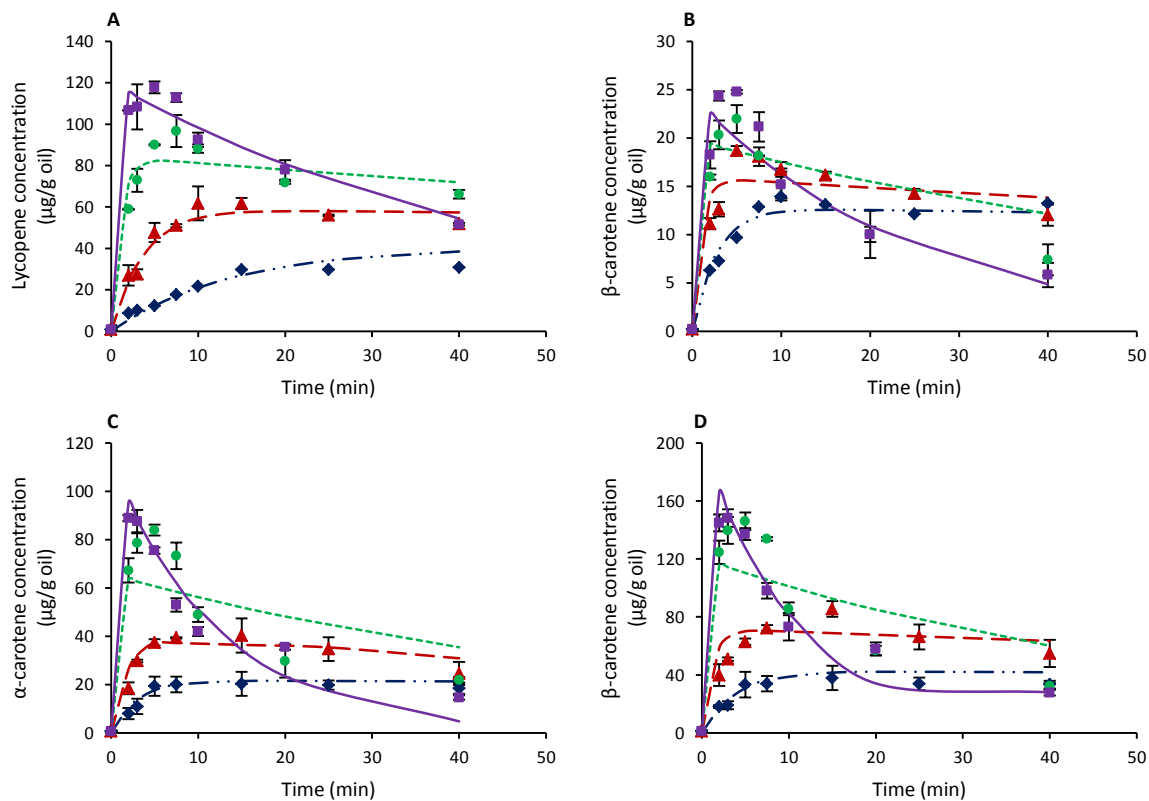 A
Lycopene concentration
(µg/g oil)
140
120
100
80
60
40
20
0
0 10 20 30 40 50
Time (min)
B
β-carotene concentration
(µg/g oil)
30
25
20
15
10
5
0
0 10 20 30 40 50
Time (min)
C
α-carotene concentration
(µg/g oil)
120
100
80
60
40
20
0
0 10 20 30 40 50
Time (min)
D
β-carotene concentration
(µg/g oil)
200
160
120
80
40
0
0 10 20 30 40 50
Time (min)